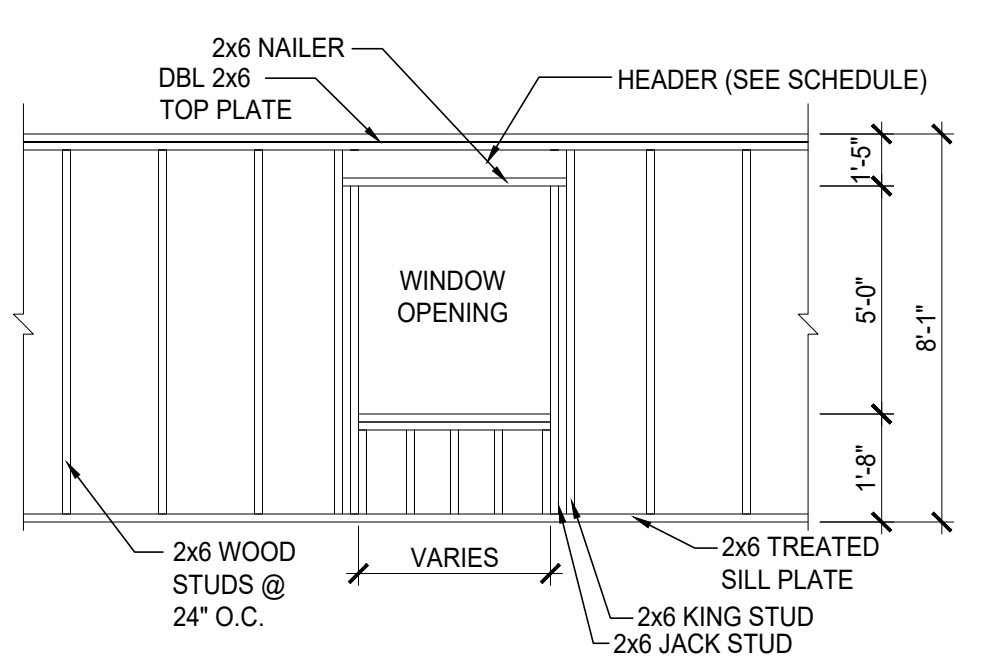 2x6 NAILER
DBL 2x6
TOP PLATE
HEADER (SEE SCHEDULE)
1'-5"
WINDOW
OPENING
5'-0"
8'-1"
1'-8"
2x6 WOOD
STUDS @
24" O.C.
VARIES
2x6 TREATED
SILL PLATE
2x6 KING STUD
2x6 JACK STUD